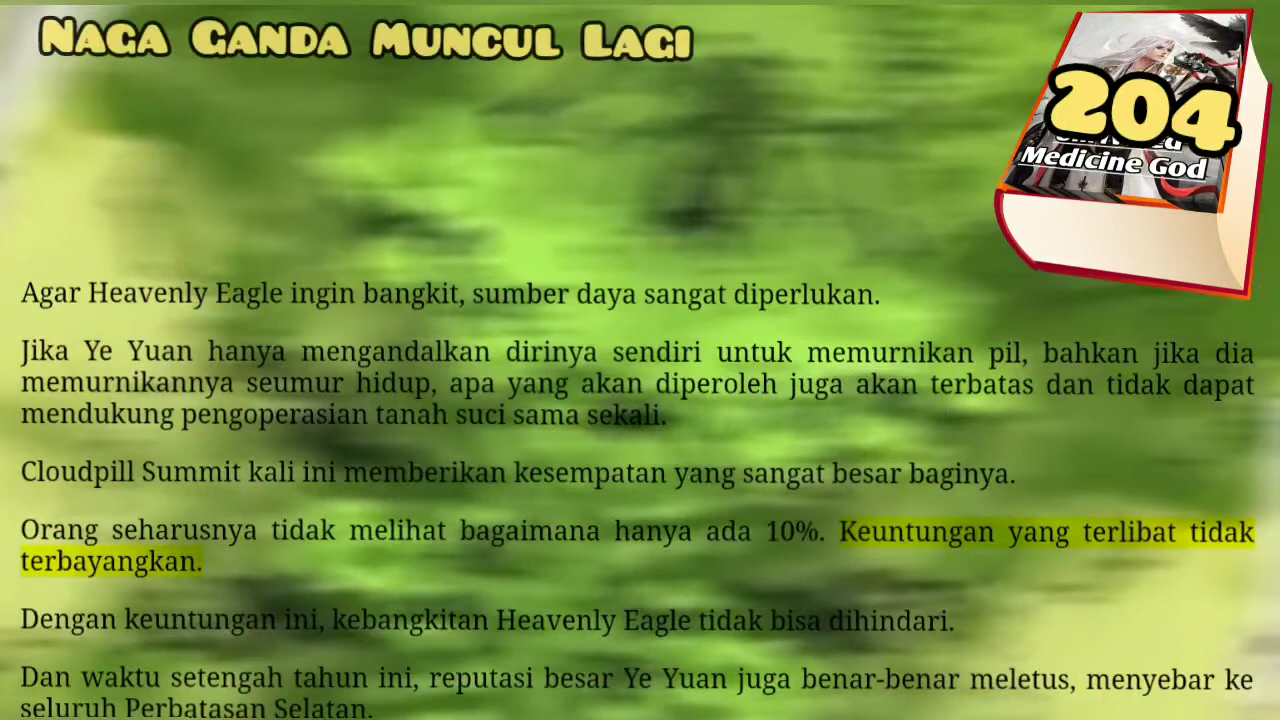 Naga Ganda Muncul Lagi
204
Medicine God
Agar Heavenly Eagle ingin bangkit, sumber daya sangat diperlukan.
Jika Ye Yuan hanya mengandalkan dirinya sendiri untuk memurnikan pil, bahkan jika dia
memurnikannya seumur hidup, apa yang akan diperoleh juga akan terbatas dan tidak dapat
mendukung pengoperasian tanah suci sama sekali.
Cloudpill Summit kali ini memberikan kesempatan yang sangat besar baginya.
Orang seharusnya tidak melihat bagaimana hanya ada 10%. Keuntungan yang terlibat tidak
terbayangkan.
Dengan keuntungan ini, kebangkitan Heavenly Eagle tidak bisa dihindari.
Dan waktu setengah tahun ini, reputasi besar Ye Yuan juga benar-benar meletus, menyebar ke
seluruh Perbatasan Selatan.